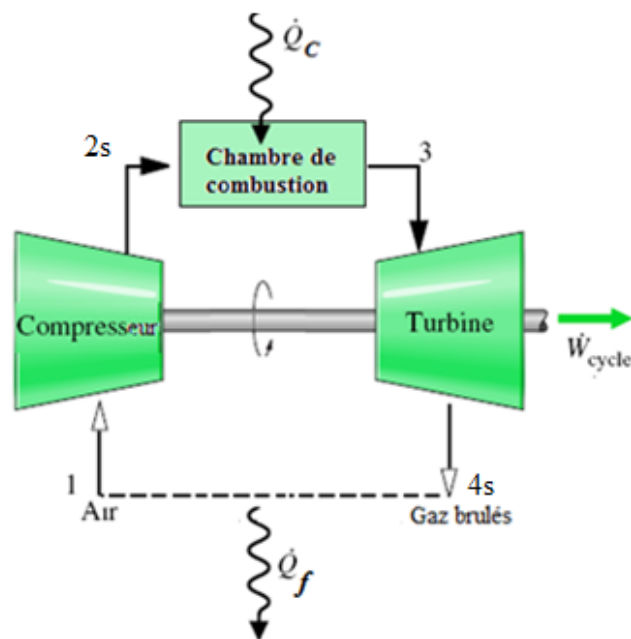 Q̇c
2s
Chambre de
combustion
3
Compresseur
Turbine
Ẇcycle
1
Air
4s
Gaz brulés
Q̇f